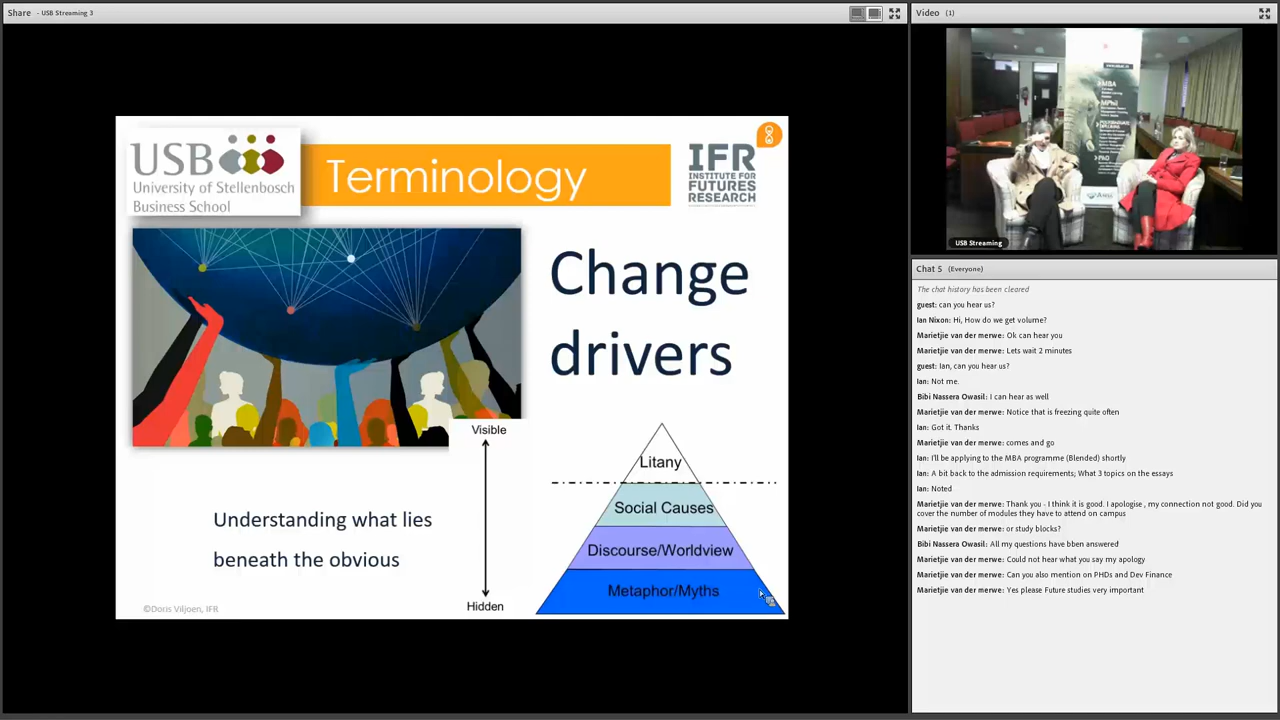 Share - USB Streaming 3
USB
University of Stellenbosch
Business School
Terminology
IFR
INSTITUTE FOR
FUTURES
RESEARCH
Change
drivers
Visible
Hidden
Litany
Social Causes
Discourse/Worldview
Metaphor/Myths
Understanding what lies
beneath the obvious
©Doris Viljoen, IFR
Video (1)
MBA
MPhil
PhD
USB Streaming
Chat 5 (Everyone)
The chat history has been cleared
guest: can you hear us?
Ian Nixon: Hi, How do we get volume?
Marietjie van der merwe: Ok can hear you
Marietjie van der merwe: Lets wait 2 minutes
guest: Ian, can you hear us?
Ian: Not me.
Bibi Nassera Owasil: I can hear as well
Marietjie van der merwe: Notice that is freezing quite often
Ian: Got it. Thanks
Marietjie van der merwe: comes and go
Ian: I'll be applying to the MBA programme (Blended) shortly
Ian: A bit back to the admission requirements; What 3 topics on the essays
Ian: Noted
Marietjie van der merwe: Thank you - I think it is good. I apologise , my connection not good. Did you
cover the number of modules they have to attend on campus
Marietjie van der merwe: or study blocks?
Bibi Nassera Owasil: All my questions have bben answered
Marietjie van der merwe: Could not hear what you say my apology
Marietjie van der merwe: Can you also mention on PHDs and Dev Finance
Marietjie van der merwe: Yes please Future studies very important